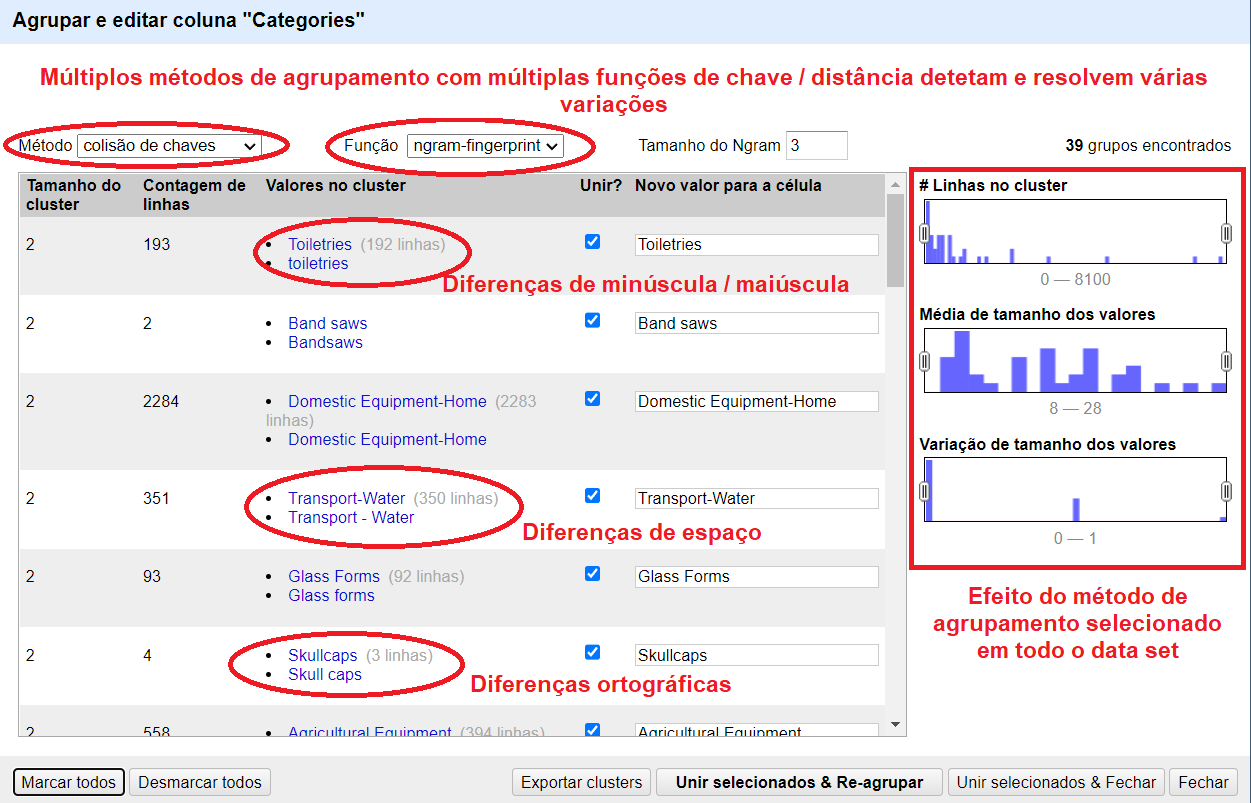 Agrupar e editar coluna "Categories"
Múltiplos métodos de agrupamento com múltiplas funções de chave / distância detetam e resolvem várias
variações
Método colisão de chaves Função ngram-fingerprint Tamanho do Ngram 3 39 grupos encontrados
Tamanho do cluster Contagem de linhas Valores no cluster Unir? Novo valor para a célula
2 193 • Toiletries (192 linhas) Toiletries
• toiletries
Diferenças de minúscula / maiúscula
2 2 • Band saws Band saws
• Bandsaws
2 2284 • Domestic Equipment-Home (2283 Domestic Equipment-Home
linhas)
• Domestic Equipment-Home
2 351 • Transport-Water (350 linhas) Transport-Water
• Transport - Water
Diferenças de espaço
2 93 • Glass Forms (92 linhas) Glass Forms
• Glass forms
2 4 • Skullcaps (3 linhas) Skullcaps
• Skull caps
Diferenças ortográficas
2 558 • Agricultural Equipment (394 linhas) Agricultural Equipment
# Linhas no cluster
0 — 8100
Média de tamanho dos valores
8 — 28
Variação de tamanho dos valores
0 — 1
Efeito do método de
agrupamento selecionado
em todo o data set
Marcar todos Desmarcar todos Exportar clusters Unir selecionados & Re-agrupar Unir selecionados & Fechar Fechar